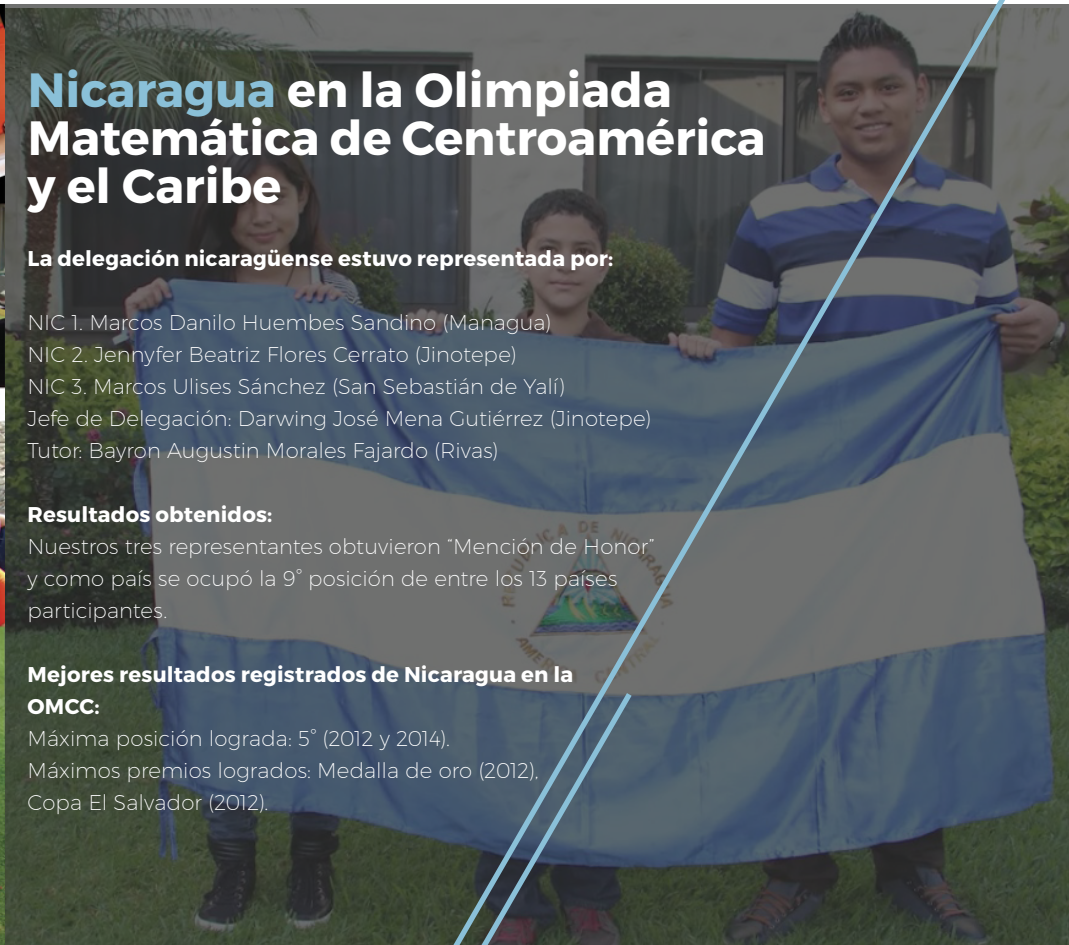 Nicaragua en la Olimpiada
Matemática de Centroamérica
y el Caribe
La delegación nicaragüense estuvo representada por:
NIC 1. Marcos Danilo Huembes Sandino (Managua)
NIC 2. Jennyfer Beatriz Flores Cerrato (Jinotepe)
NIC 3. Marcos Ulises Sánchez (San Sebastián de Yalí)
Jefe de Delegación: Darwing José Mena Gutiérrez (Jinotepe)
Tutor: Bayron Augustin Morales Fajardo (Rivas)
Resultados obtenidos:
Nuestros tres representantes obtuvieron “Mención de Honor”
y como país se ocupó la 9° posición de entre los 13 países
participantes.
REPUBLICA DE NICARAGUA
AMERICA CENTRAL
Mejores resultados registrados de Nicaragua en la
OMCC:
Máxima posición lograda: 5° (2012 y 2014).
Máximos premios logrados: Medalla de oro (2012),
Copa El Salvador (2012).